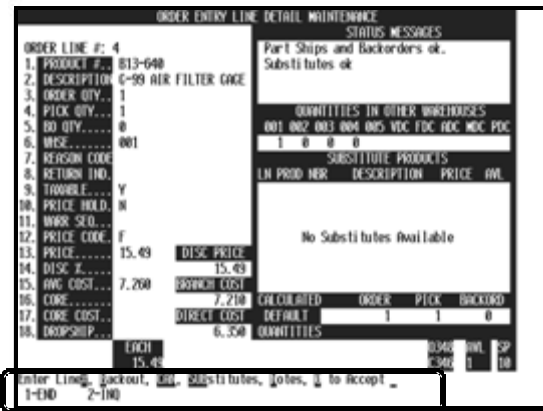 ORDER ENTRY LINE DETAIL MAINTENANCE
STATUS MESSAGES
ORDER LINE #: 4
Part Ships and Backorders ok.
Substitutes ok
1. PRODUCT #.. 813-640
2. DESCRIPTION G-99 AIR FILTER GAGE
3. ORDER QTY.. 1
4. PICK QTY... 1
5. BO QTY..... 0
6. WHSE....... 001
7. REASON CODE
8. RETURN IND.
9. TAXABLE.... Y
10. PRICE HOLD. N
11. WARR SEQ...
12. PRICE CODE. F
13. PRICE...... 15.49 DISC PRICE
14. DISC %..... 15.49
15. AVG COST... 7.260 BRANCH COST
16. CORE....... 7.210
17. CORE COST.. DIRECT COST
18. DROPSHIP... 6.350
EACH
15.49
QUANTITIES IN OTHER WAREHOUSES
001 002 003 004 005 VDC FDC ADC MDC PDC
1 0 0 0
SUBSTITUTE PRODUCTS
LN PROD NBR DESCRIPTION PRICE AVL
No Substitutes Available
CALCULATED ORDER PICK BACKORD
DEFAULT 1 1 0
QUANTITIES
AVL SP
1 10
Enter Line#, Backout, SUBstitutes, to Accept _
1-END 2-INQ